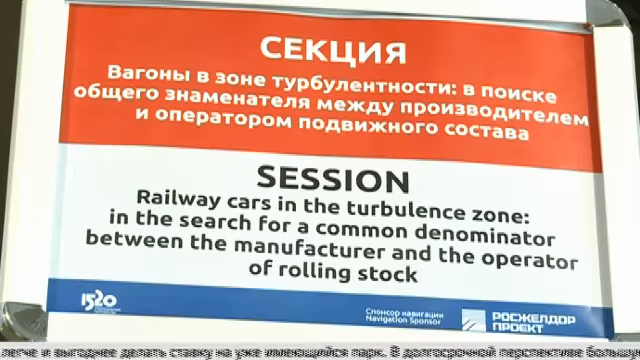 СЕКЦИЯ
Вагоны в зоне турбулентности: в поиске
общего знаменателя между производителем
и оператором подвижного состава
SESSION
Railway cars in the turbulence zone:
in the search for a common denominator
between the manufacturer and the operator
of rolling stock
1520
Спонсор навигации
Navigation Sponsor
РОСЖЕЛДОР
ПРОЕКТ
легче и выгоднее делать ставку на уже имеющийся парк. В долгосрочной перспективе больши